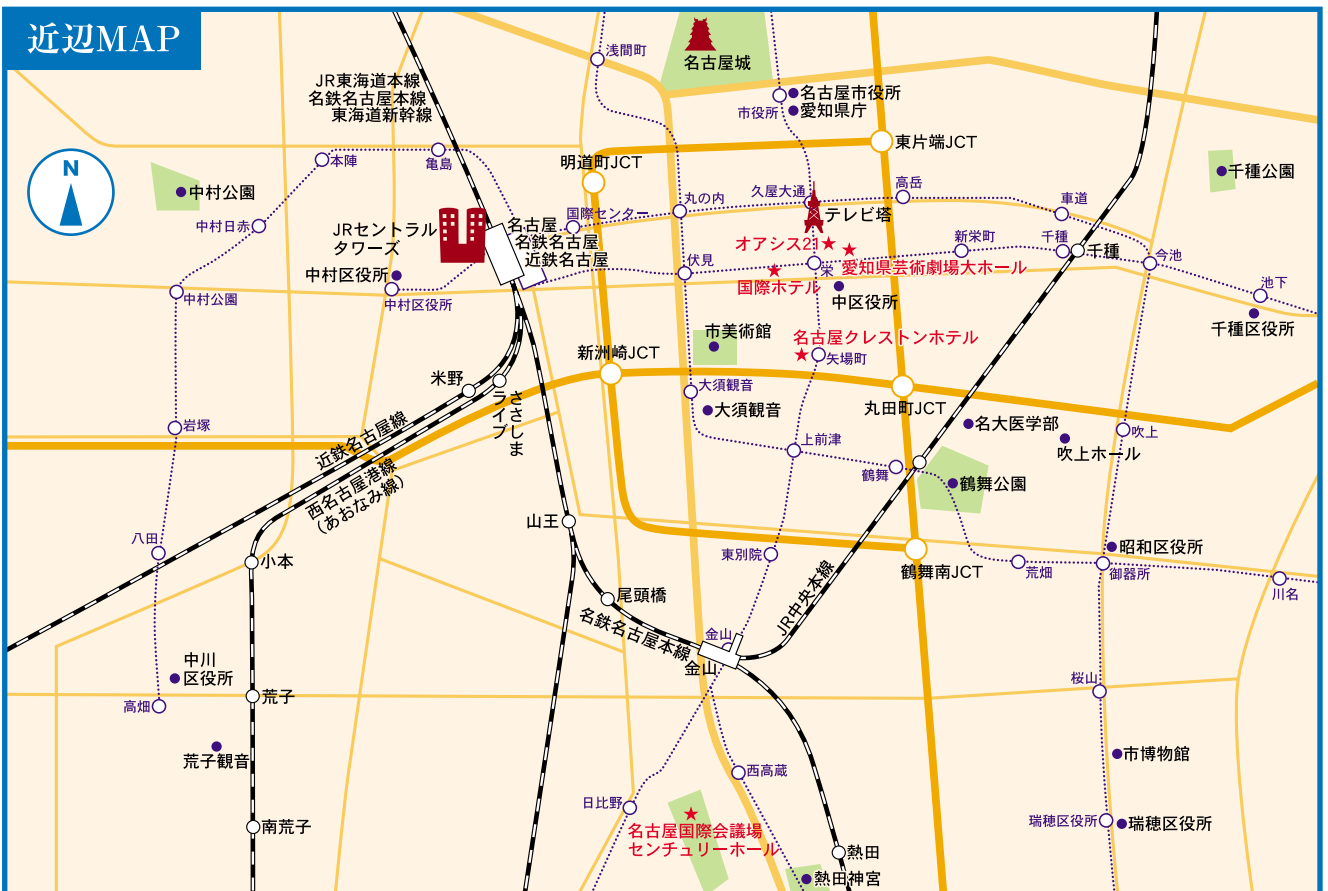 近辺MAP
浅間町
名古屋城
JR東海道本線
名鉄名古屋本線
東海道新幹線
市役所
名古屋市役所
愛知県庁
東片端JCT
本陣
亀島
明道町JCT
N
中村公園
千種公園
中村日赤
JRセントラル
タワーズ
名古屋
名鉄名古屋
近鉄名古屋
国際センター
丸の内
久屋大通
高岳
車道
テレビ塔
オアシス21
愛知県芸術劇場大ホール
新栄町
千種
千種
今池
中村区役所
中村区役所
中村公園
伏見
国際ホテル
栄
中区役所
池下
千種区役所
市美術館
名古屋クレストンホテル
矢場町
新洲崎JCT
米野
ささしま
ライブ
大須観音
大須観音
丸田町JCT
名大医学部
吹上ホール
吹上
岩塚
近鉄名古屋線
西名古屋港線
(あおなみ線)
上前津
鶴舞
鶴舞公園
山王
八田
小本
東別院
鶴舞南JCT
昭和区役所
荒畑
御器所
川名
尾頭橋
名鉄名古屋本線
JR中央本線
金山
金山
中川
区役所
高畑
荒子
荒子観音
桜山
市博物館
西高蔵
日比野
名古屋国際会議場
センチュリーホール
南荒子
瑞穂区役所
瑞穂区役所
熱田
熱田神宮